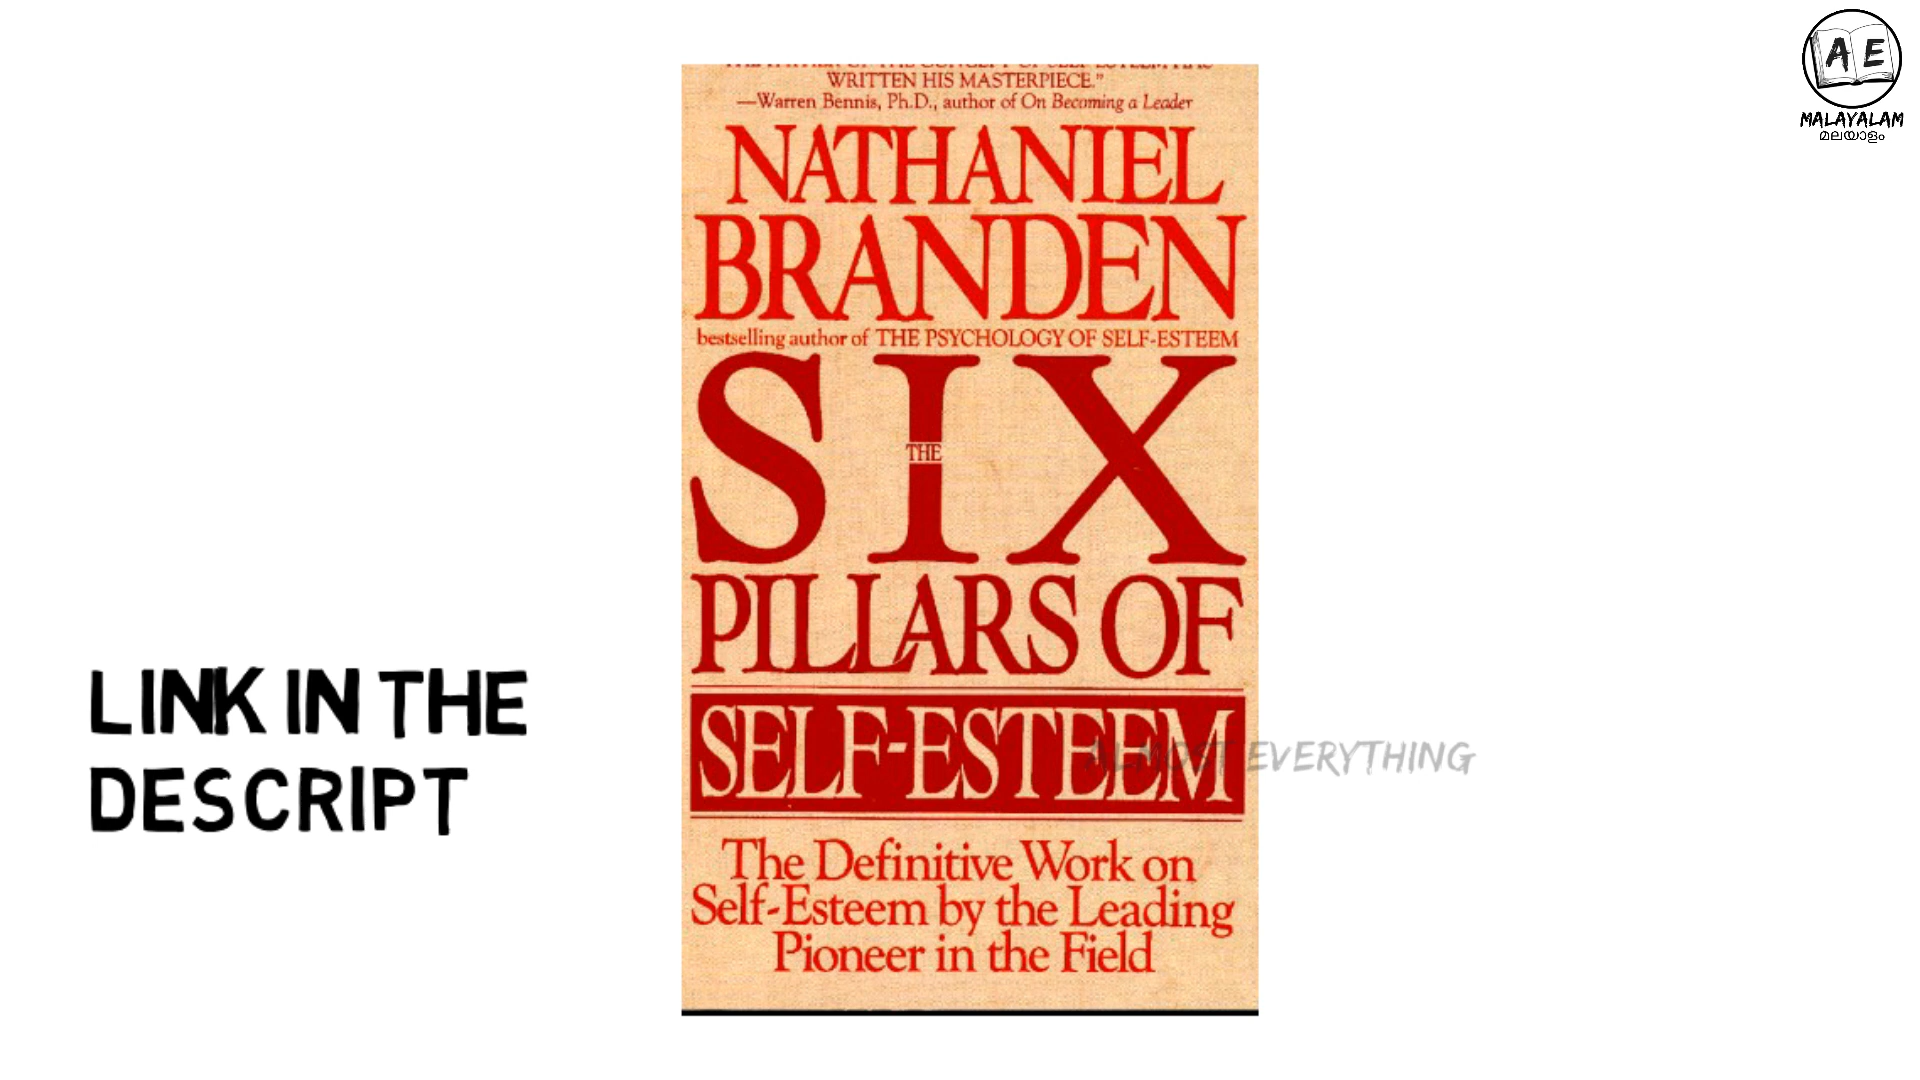 WRITTEN HIS MASTERPIECE."
—Warren Bennis, Ph.D., author of On Becoming a Leader
NATHANIEL
BRANDEN
bestselling author of THE PSYCHOLOGY OF SELF-ESTEEM
THE
SIX
PILLARS OF
SELF-ESTEEM
The Definitive Work on
Self-Esteem by the Leading
Pioneer in the Field
LINK IN THE
DESCRIPT
ALMOST EVERYTHING
A E
MALAYALAM
മലയാളം